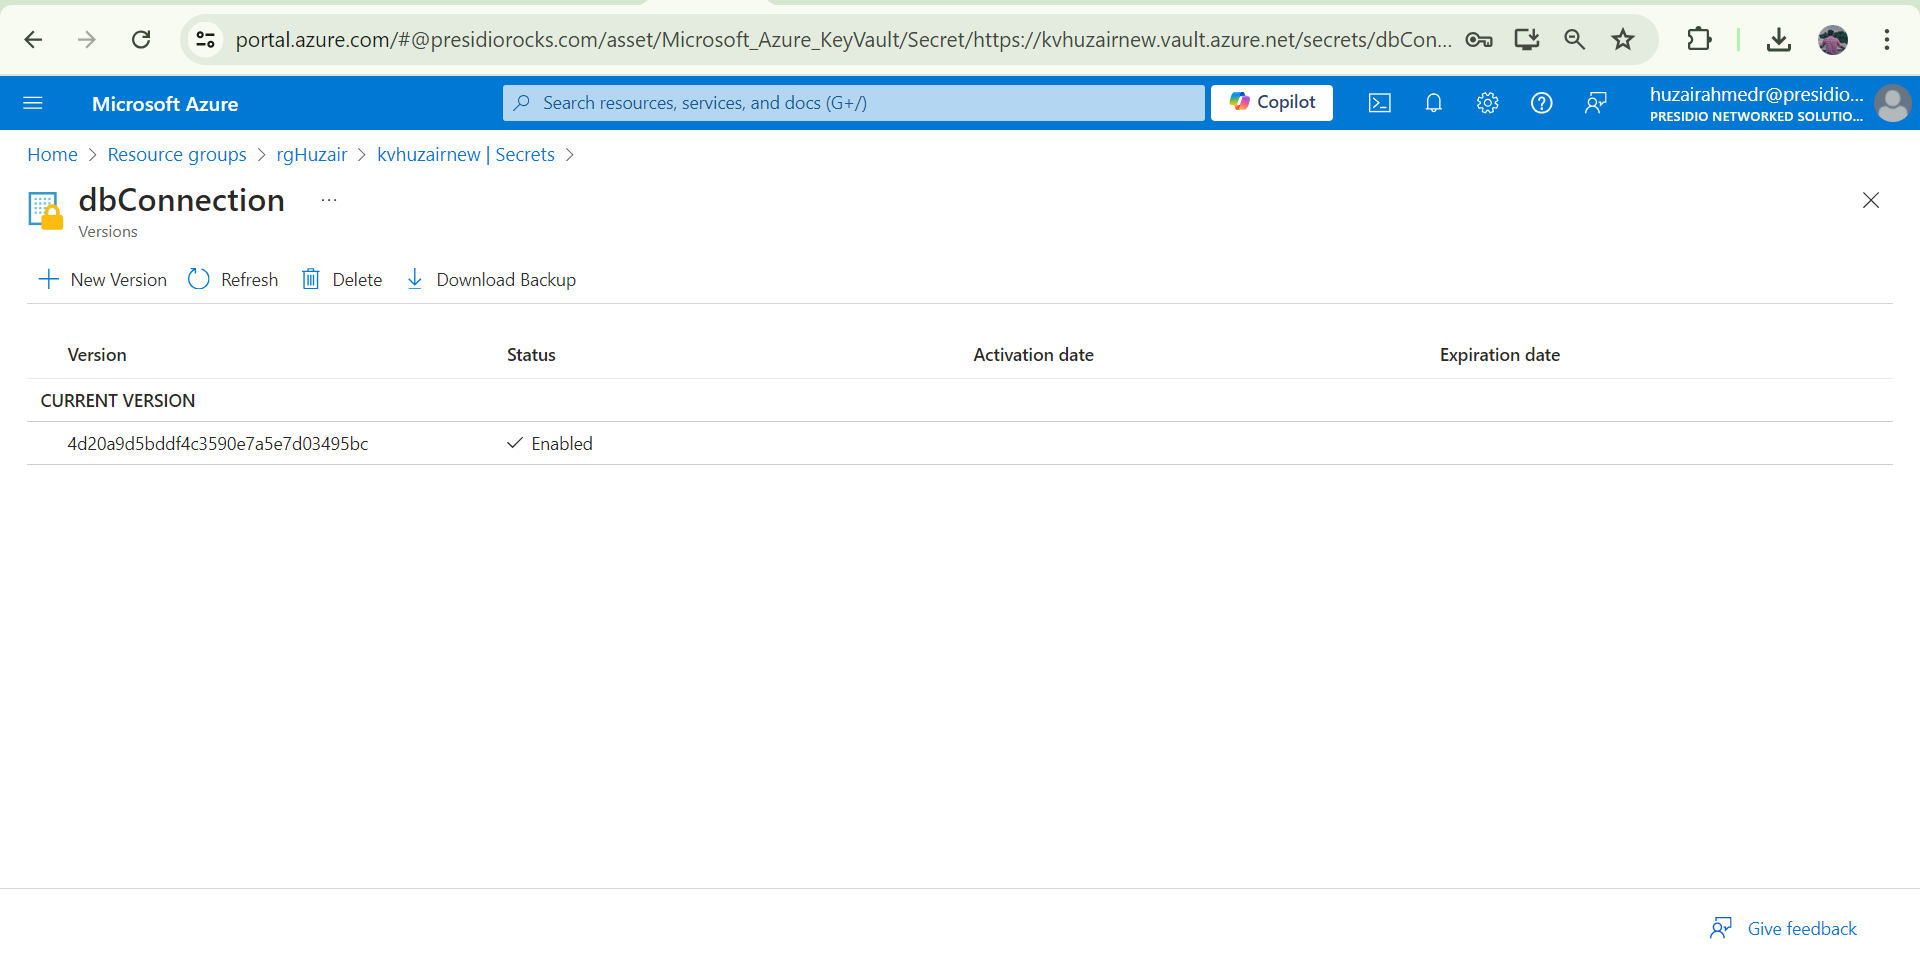 portal.azure.com/#@presidiorocks.com/asset/Microsoft_Azure_KeyVault/Secret/https://kvhuzairnew.vault.azure.net/secrets/dbCon...
Microsoft Azure
Search resources, services, and docs (G+/)
Copilot
huzairahmedr@presidio...
PRESIDIO NETWORKED SOLUTIO...
Home > Resource groups > rgHuzair > kvhuzairnew | Secrets >
dbConnection ...
Versions
New Version Refresh Delete Download Backup
Version Status Activation date Expiration date
CURRENT VERSION
4d20a9d5bddf4c3590e7a5e7d03495bc Enabled
Give feedback